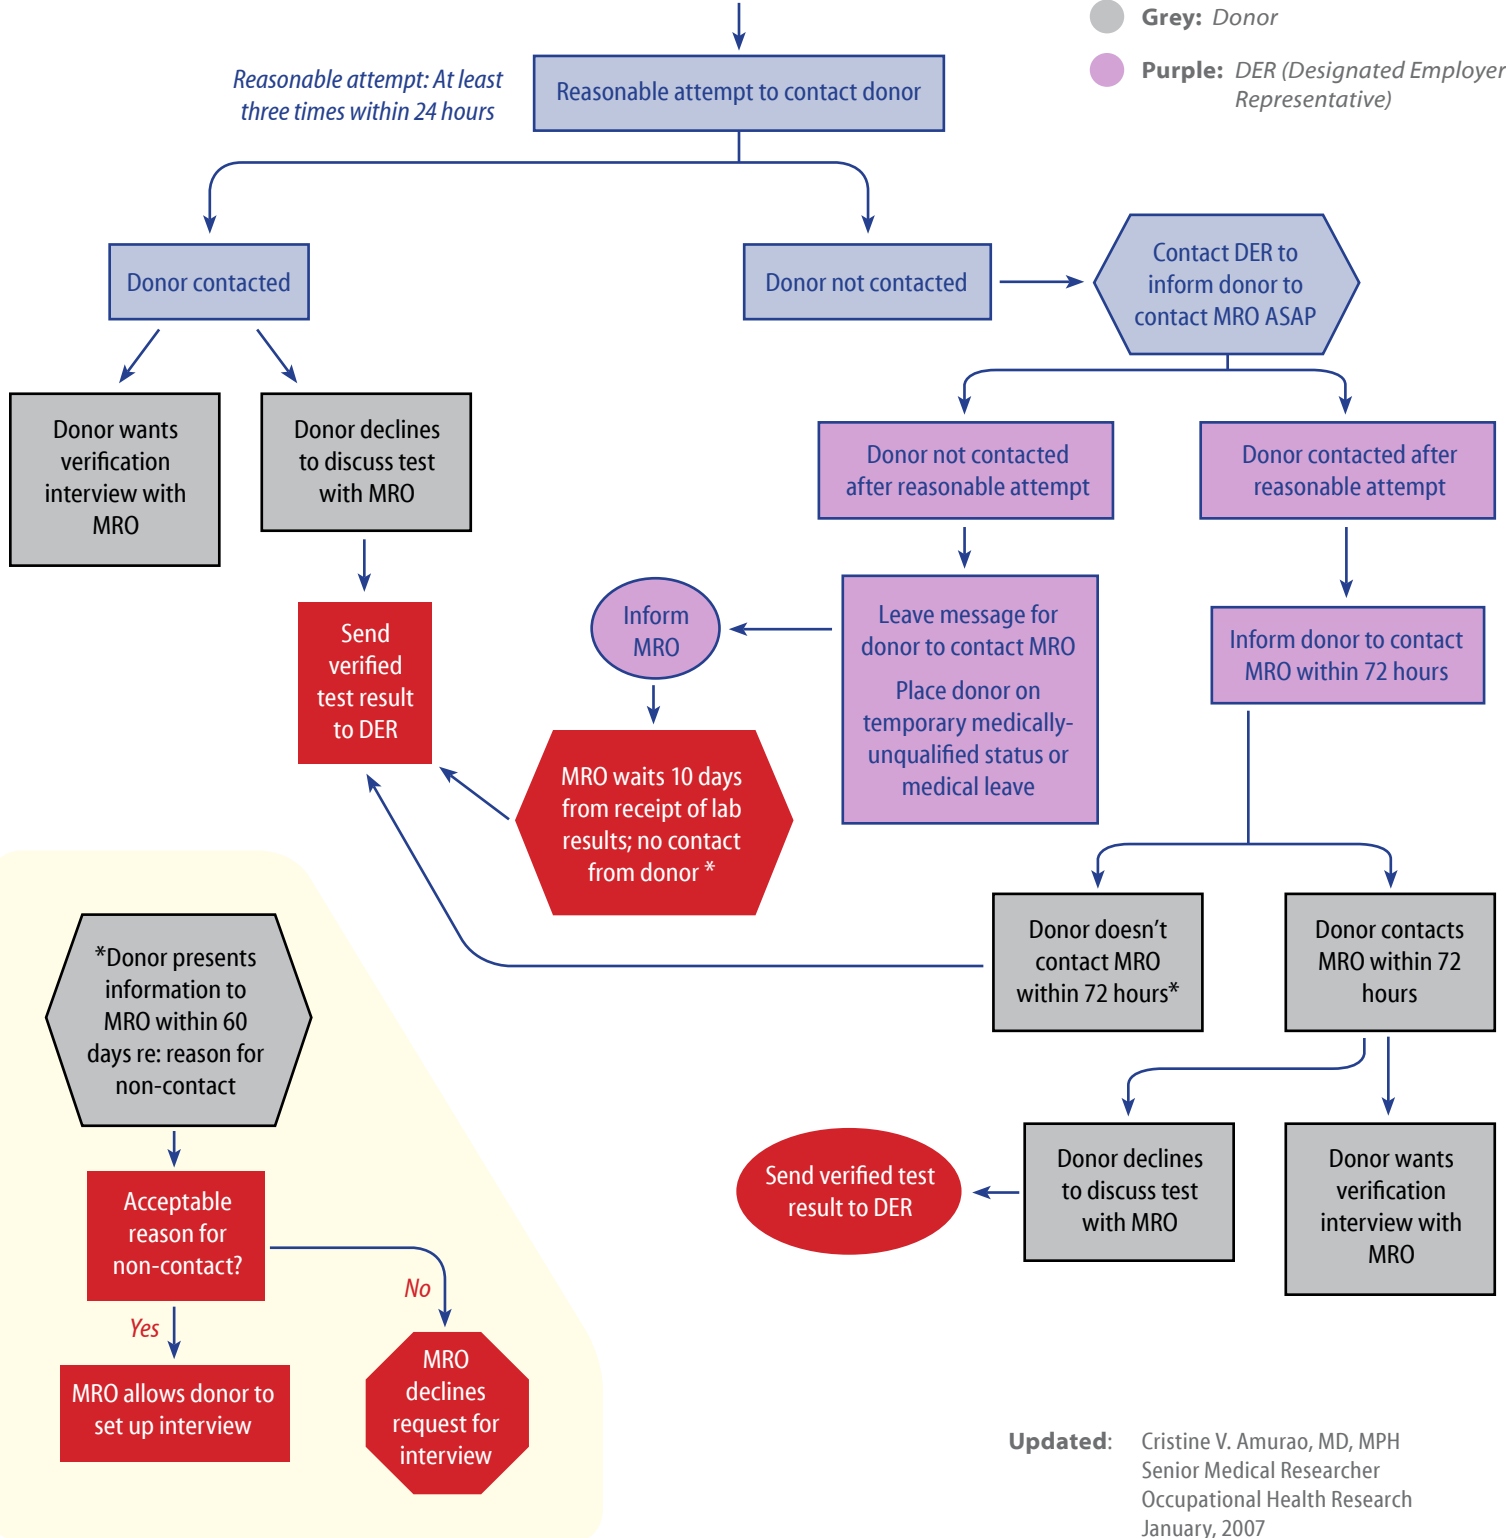 Grey: Donor
Purple: DER (Designated Employer
Representative)
Reasonable attempt: At least
three times within 24 hours
Reasonable attempt to contact donor
Donor contacted
Donor not contacted
Contact DER to
inform donor to
contact MRO ASAP
Donor wants
verification
interview with
MRO
Donor declines
to discuss test
with MRO
Donor not contacted
after reasonable attempt
Donor contacted after
reasonable attempt
Send
verified
test result
to DER
Inform
MRO
Leave message for
donor to contact MRO
Place donor on
temporary medically-
unqualified status or
medical leave
Inform donor to contact
MRO within 72 hours
MRO waits 10 days
from receipt of lab
results; no contact
from donor *
Donor doesn't
contact MRO
within 72 hours*
Donor contacts
MRO within 72
hours
*Donor presents
information to
MRO within 60
days re: reason for
non-contact
Send verified test
result to DER
Donor declines
to discuss test
with MRO
Donor wants
verification
interview with
MRO
Acceptable
reason for
non-contact?
No
Yes
MRO allows donor to
set up interview
MRO
declines
request for
interview
Updated: Cristine V. Amurao, MD, MPH
Senior Medical Researcher
Occupational Health Research
January, 2007